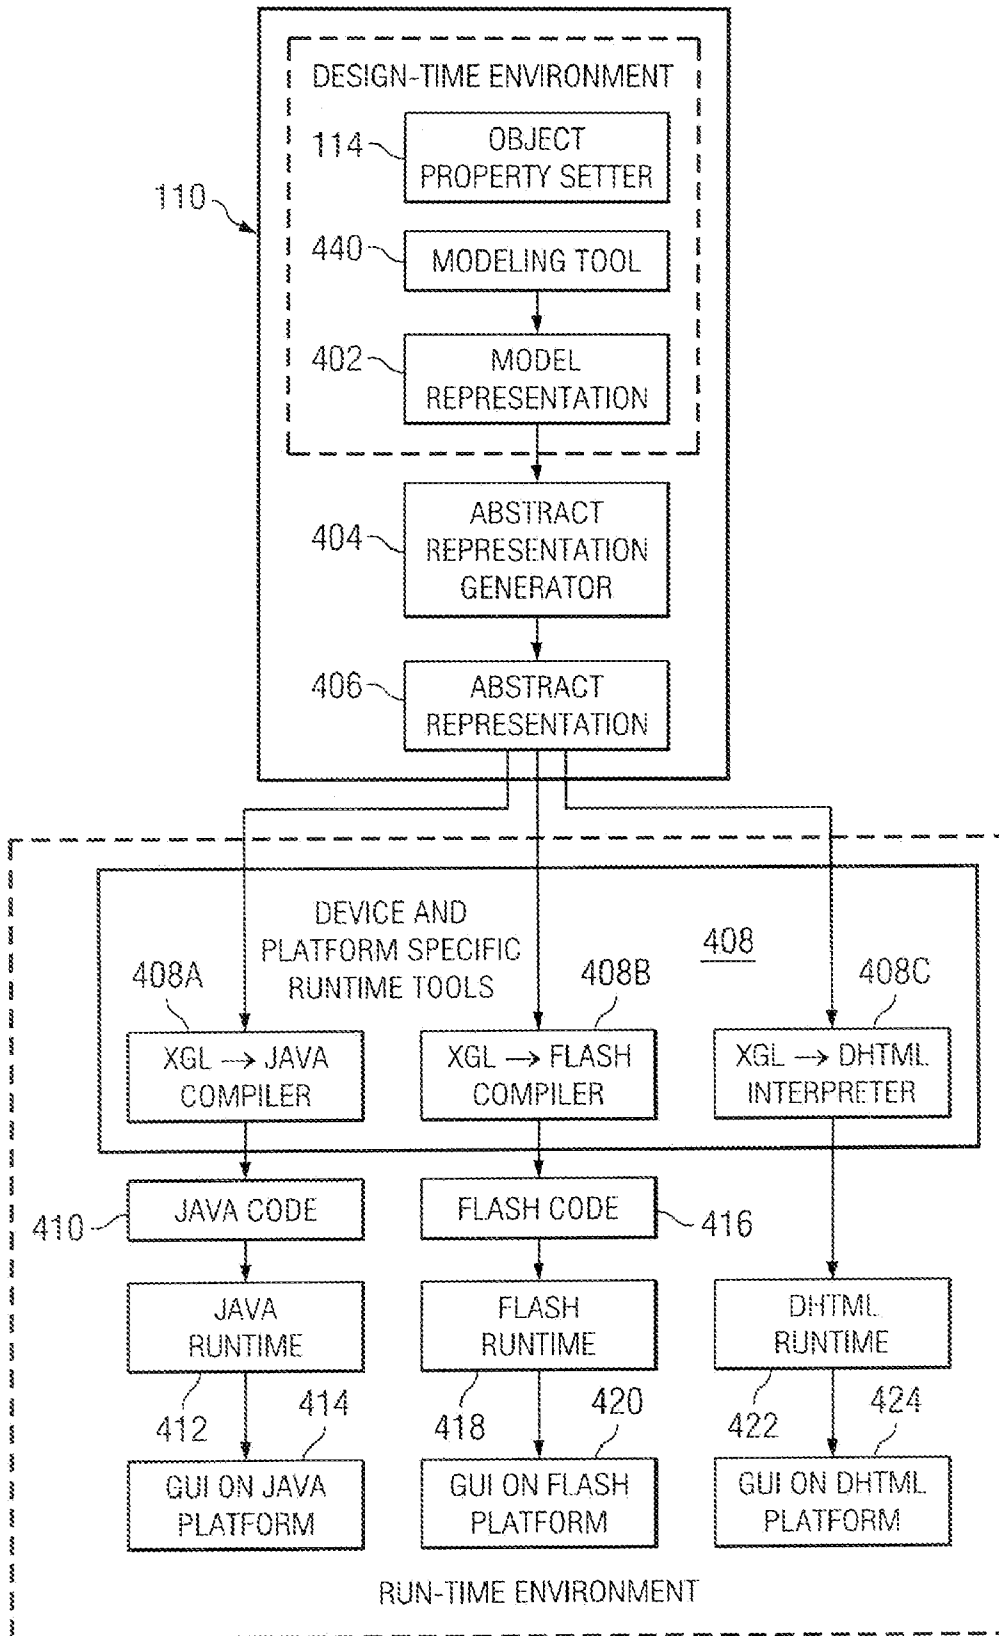 DESIGN-TIME ENVIRONMENT
114
OBJECT
PROPERTY SETTER
110
440
MODELING TOOL
402
MODEL
REPRESENTATION
404
ABSTRACT
REPRESENTATION
GENERATOR
406
ABSTRACT
REPRESENTATION
DEVICE AND
PLATFORM SPECIFIC
RUNTIME TOOLS
408
408A
408B
408C
XGL → JAVA
COMPILER
XGL → FLASH
COMPILER
XGL → DHTML
INTERPRETER
410
JAVA CODE
FLASH CODE
416
JAVA
RUNTIME
FLASH
RUNTIME
DHTML
RUNTIME
412
414
418
420
422
424
GUI ON JAVA
PLATFORM
GUI ON FLASH
PLATFORM
GUI ON DHTML
PLATFORM
RUN-TIME ENVIRONMENT